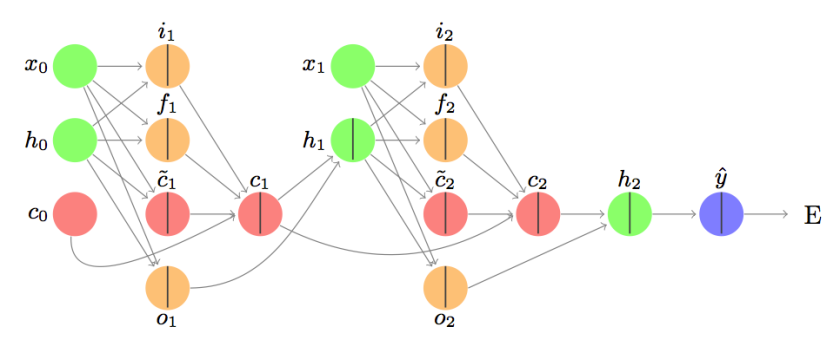 i₁ i₂
x₀ x₁
f₁ f₂
h₀ h₁
c̃₁ c₁ c̃₂ c₂ h₂ ŷ
c₀ E
o₁ o₂